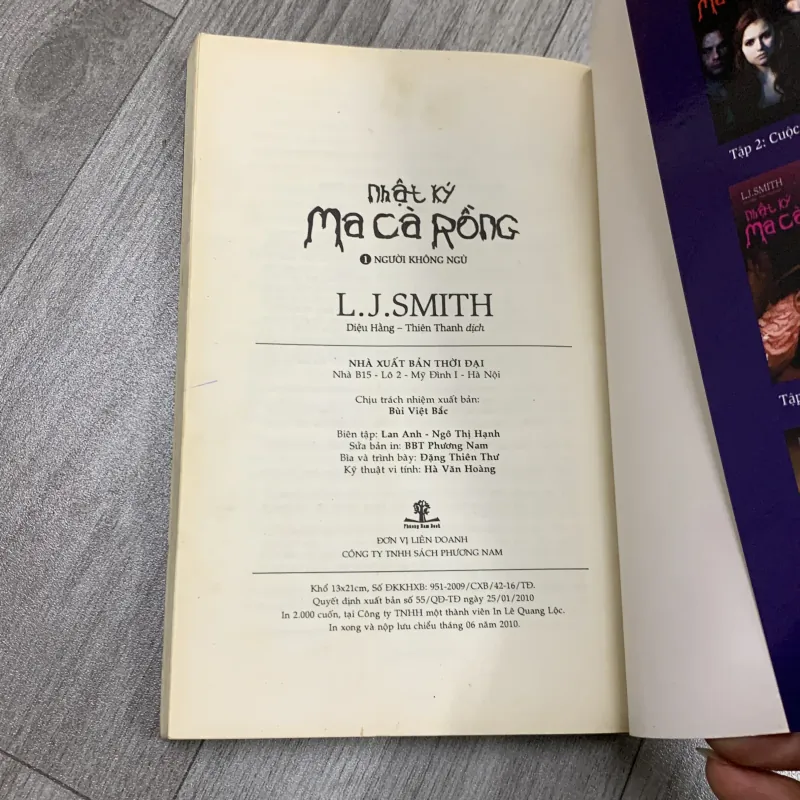 Nhật Ký
Ma Cà Rồng
1 NGƯỜI KHÔNG NGỦ
L.J.SMITH
Diệu Hằng – Thiên Thanh dịch
NHÀ XUẤT BẢN THỜI ĐẠI
Nhà B15 - Lô 2 - Mỹ Đình I - Hà Nội
Chịu trách nhiệm xuất bản:
Bùi Việt Bắc
Biên tập: Lan Anh - Ngô Thị Hạnh
Sửa bản in: BBT Phương Nam
Bìa và trình bày: Đặng Thiên Thư
Kỹ thuật vi tính: Hà Văn Hoàng
Phuong Nam Book
ĐƠN VỊ LIÊN DOANH
CÔNG TY TNHH SÁCH PHƯƠNG NAM
Khổ 13x21cm, Số ĐKKHXB: 951-2009/CXB/42-16/TĐ.
Quyết định xuất bản số 55/QĐ-TĐ ngày 25/01/2010
In 2.000 cuốn, tại Công ty TNHH một thành viên In Lê Quang Lộc.
In xong và nộp lưu chiểu tháng 06 năm 2010.
Tập 2: Cuộc
L.J.SMITH
Nhật Ký
Ma Cà
Tập